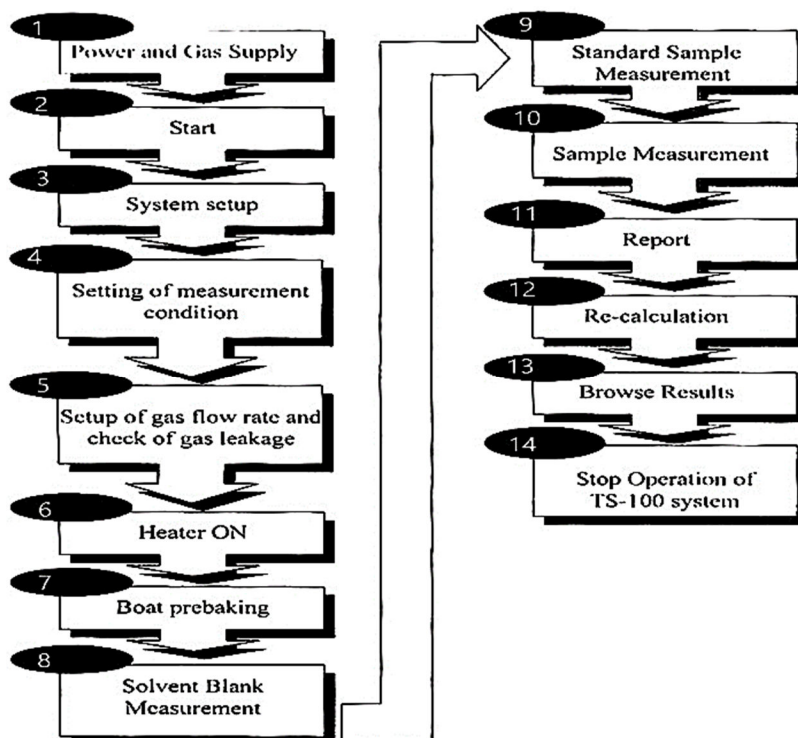 1
Power and Gas Supply
2
Start
3
System setup
4
Setting of measurement
condition
5
Setup of gas flow rate and
check of gas leakage
6
Heater ON
7
Boat prebaking
8
Solvent Blank
Measurement
9
Standard Sample
Measurement
10
Sample Measurement
11
Report
12
Re-calculation
13
Browse Results
14
Stop Operation of
TS-100 system